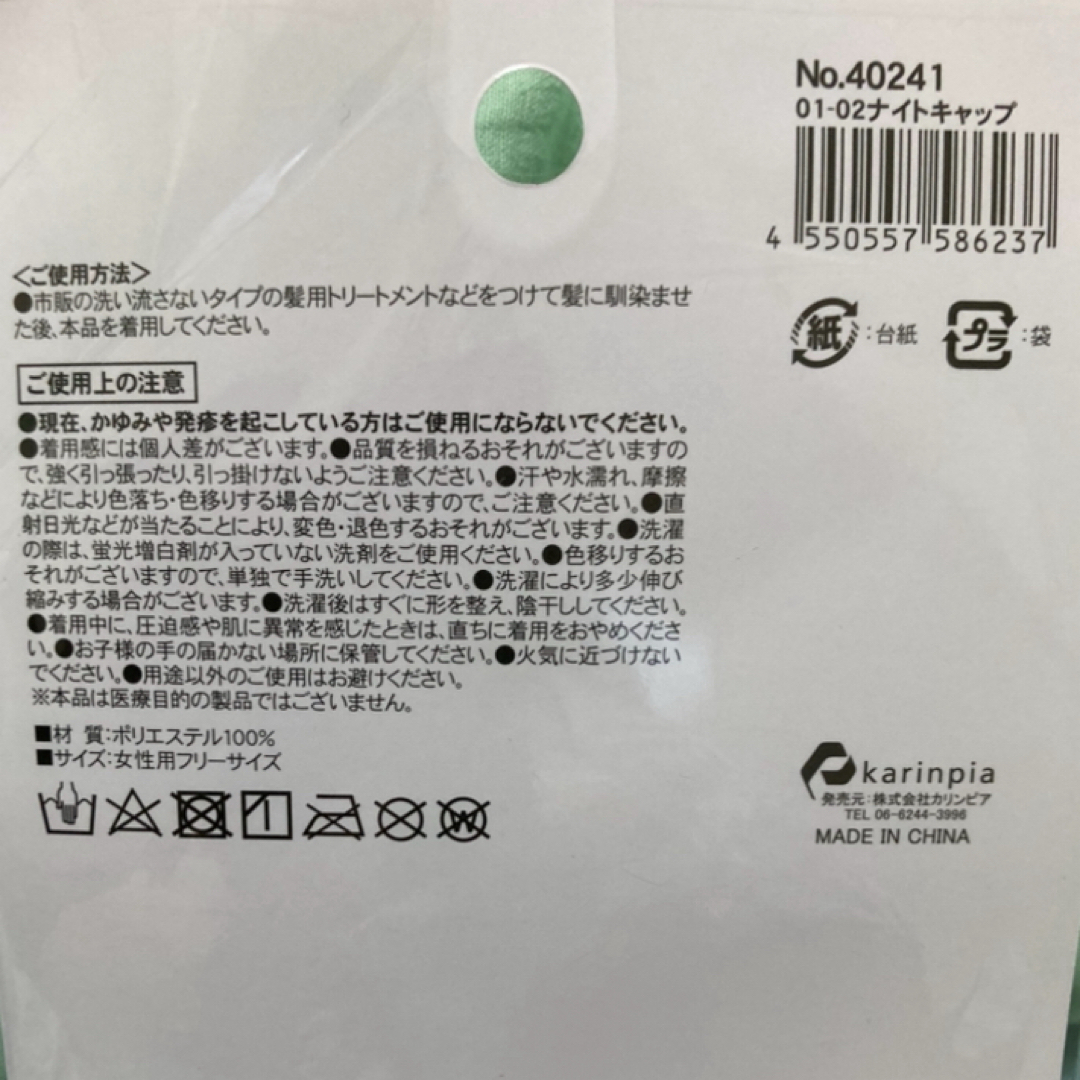 No.40241
01-02ナイトキャップ
4 550557 586237
紙:台紙 プラ:袋
<ご使用方法>
●市販の洗い流さないタイプの髪用トリートメントなどをつけて髪に馴染ませ
た後、本品を着用してください。
ご使用上の注意
●現在、かゆみや発疹を起こしている方はご使用にならないでください。
●着用感には個人差がございます。●品質を損ねるおそれがございますの
で、強く引っ張ったり、引っ掛けないようご注意ください。●汗や水濡れ、摩擦
などにより色落ち・色移りする場合がございますので、ご注意ください。●直
射日光などが当たることにより、変色・退色するおそれがございます。●洗濯
の際は、蛍光増白剤が入っていない洗剤をご使用ください。●色移りするお
それがございますので、単独で手洗いしてください。●洗濯により多少伸び
縮みする場合がございます。●洗濯後はすぐに形を整え、陰干ししてください。
●着用中に、圧迫感や肌に異常を感じたときは、直ちに着用をおやめくださ
い。●お子様の手の届かない場所に保管してください。●火気に近づけない
でください。●用途以外のご使用はお避けください。
※本品は医療目的の製品ではございません。
■材 質:ポリエステル100%
■サイズ:女性用フリーサイズ
W
karinpia
発売元:株式会社カリンピア
TEL 06-6244-3996
MADE IN CHINA